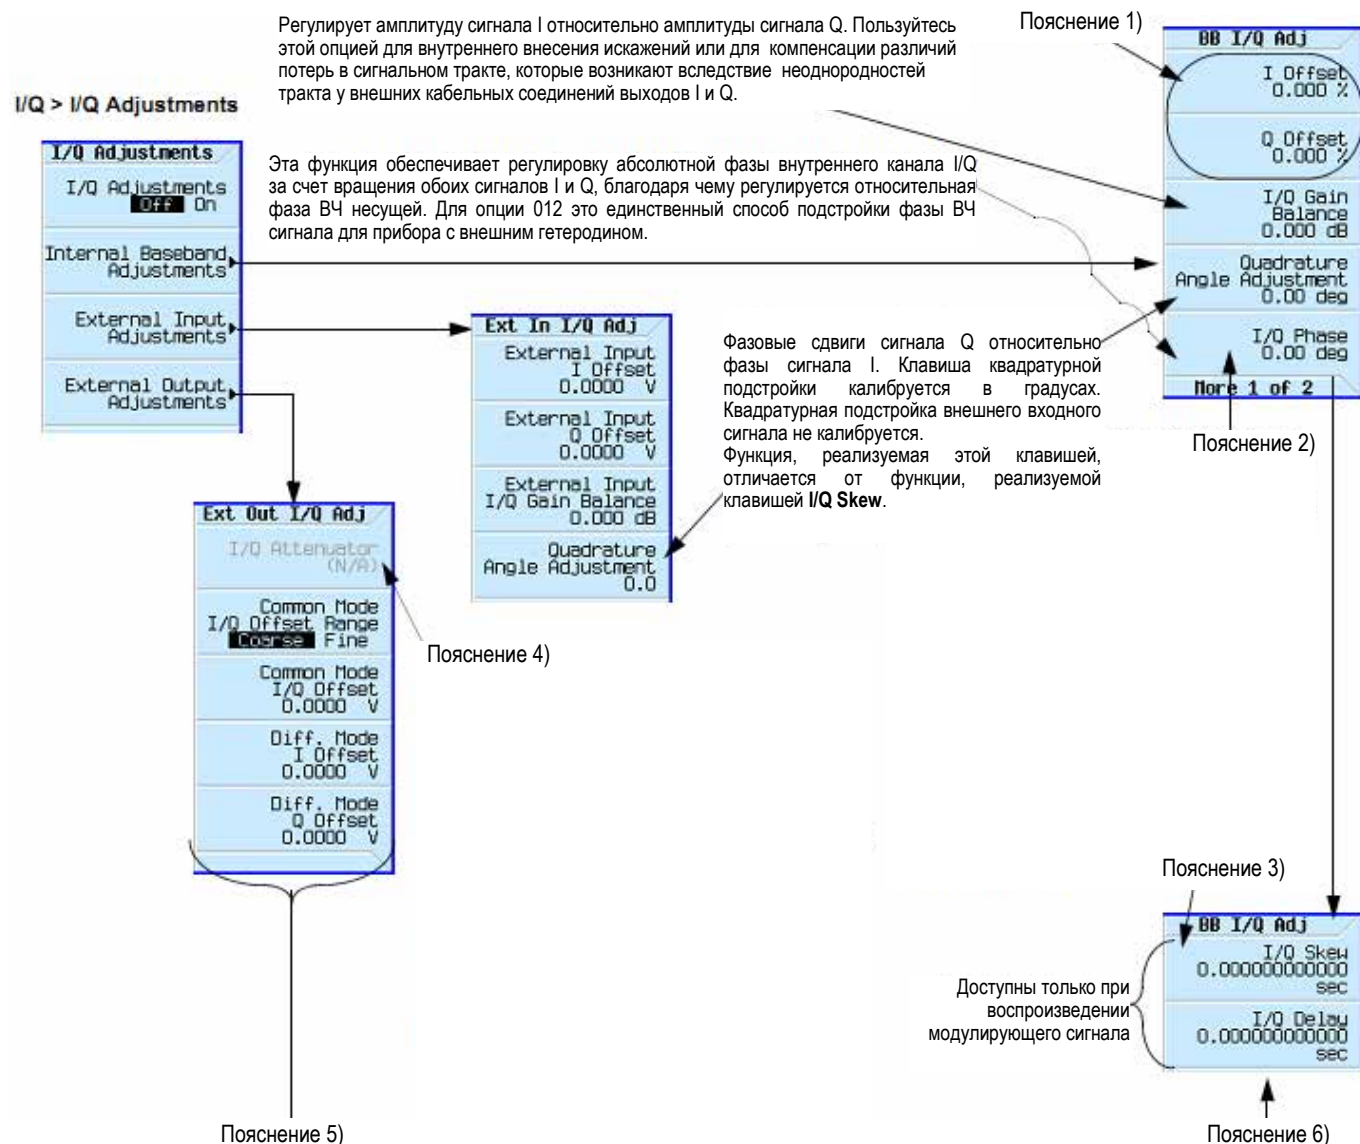 Регулирует амплитуду сигнала I относительно амплитуды сигнала Q. Пользуйтесь
этой опцией для внутреннего внесения искажений или для компенсации различий
потерь в сигнальном тракте, которые возникают вследствие неоднородностей
тракта у внешних кабельных соединений выходов I и Q.
Пояснение 1)
I/Q > I/Q Adjustments
I/Q Adjustments
I/Q Adjustments
Off On
Internal Baseband
Adjustments
External Input
Adjustments
External Output
Adjustments
Эта функция обеспечивает регулировку абсолютной фазы внутреннего канала I/Q
за счет вращения обоих сигналов I и Q, благодаря чему регулируется относительная
фаза ВЧ несущей. Для опции 012 это единственный способ подстройки фазы ВЧ
сигнала для прибора с внешним гетеродином.
BB I/Q Adj
I Offset
0.000 %
Q Offset
0.000 %
I/Q Gain
Balance
0.000 dB
Quadrature
Angle Adjustment
0.00 deg
I/Q Phase
0.00 deg
More 1 of 2
Пояснение 2)
Ext In I/Q Adj
External Input
I Offset
0.0000 V
External Input
Q Offset
0.0000 V
External Input
I/Q Gain Balance
0.000 dB
Quadrature
Angle Adjustment
0.0
Фазовые сдвиги сигнала Q относительно
фазы сигнала I. Клавиша квадратурной
подстройки калибруется в градусах.
Квадратурная подстройка внешнего входного
сигнала не калибруется.
Функция, реализуемая этой клавишей,
отличается от функции, реализуемой
клавишей I/Q Skew.
Ext Out I/Q Adj
I/Q Attenuator
(N/A)
Common Mode
I/Q Offset Range
Coarse Fine
Common Mode
I/Q Offset
0.0000 V
Diff. Mode
I Offset
0.0000 V
Diff. Mode
Q Offset
0.0000 V
Пояснение 4)
Пояснение 3)
BB I/Q Adj
I/Q Skew
0.000000000000
sec
I/Q Delay
0.000000000000
sec
Доступны только при
воспроизведении
модулирующего сигнала
Пояснение 5)
Пояснение 6)